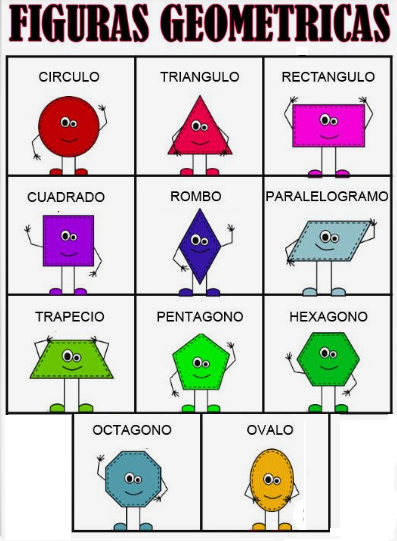 FIGURAS GEOMETRICAS
CIRCULO
TRIANGULO
RECTANGULO
CUADRADO
ROMBO
PARALELOGRAMO
TRAPECIO
PENTAGONO
HEXAGONO
OCTAGONO
OVALO